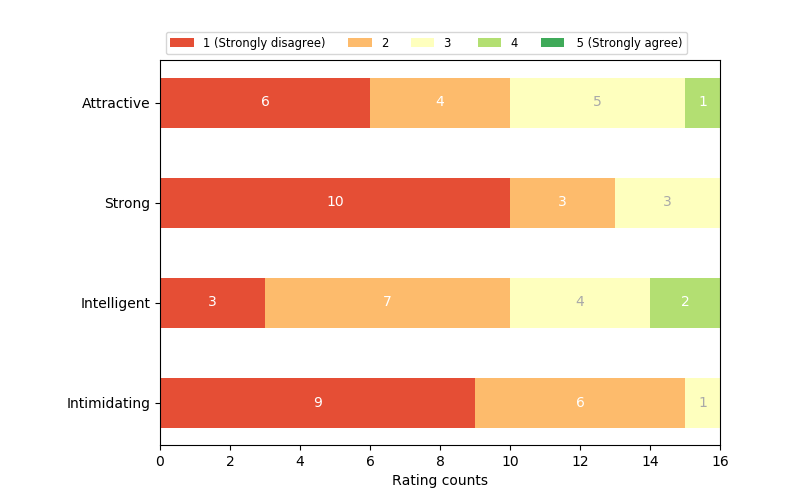 1 (Strongly disagree) 2 3 4 5 (Strongly agree)
Attractive 6 4 5 1
Strong 10 3 3
Intelligent 3 7 4 2
Intimidating 9 6 1
0 2 4 6 8 10 12 14 16
Rating counts